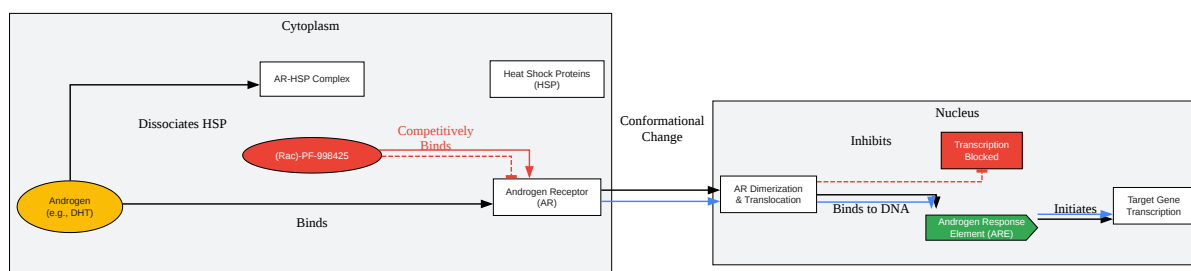 Cytoplasm
AR-HSP Complex
Heat Shock Proteins
(HSP)
Dissociates HSP
Competitively
Binds
(Rac)-PF-998425
Androgen
(e.g., DHT)
Binds
Androgen Receptor
(AR)
Conformational
Change
Nucleus
Inhibits
Transcription
Blocked
AR Dimerization
& Translocation
Binds to DNA
Androgen Response
Element (ARE)
Initiates
Target Gene
Transcription